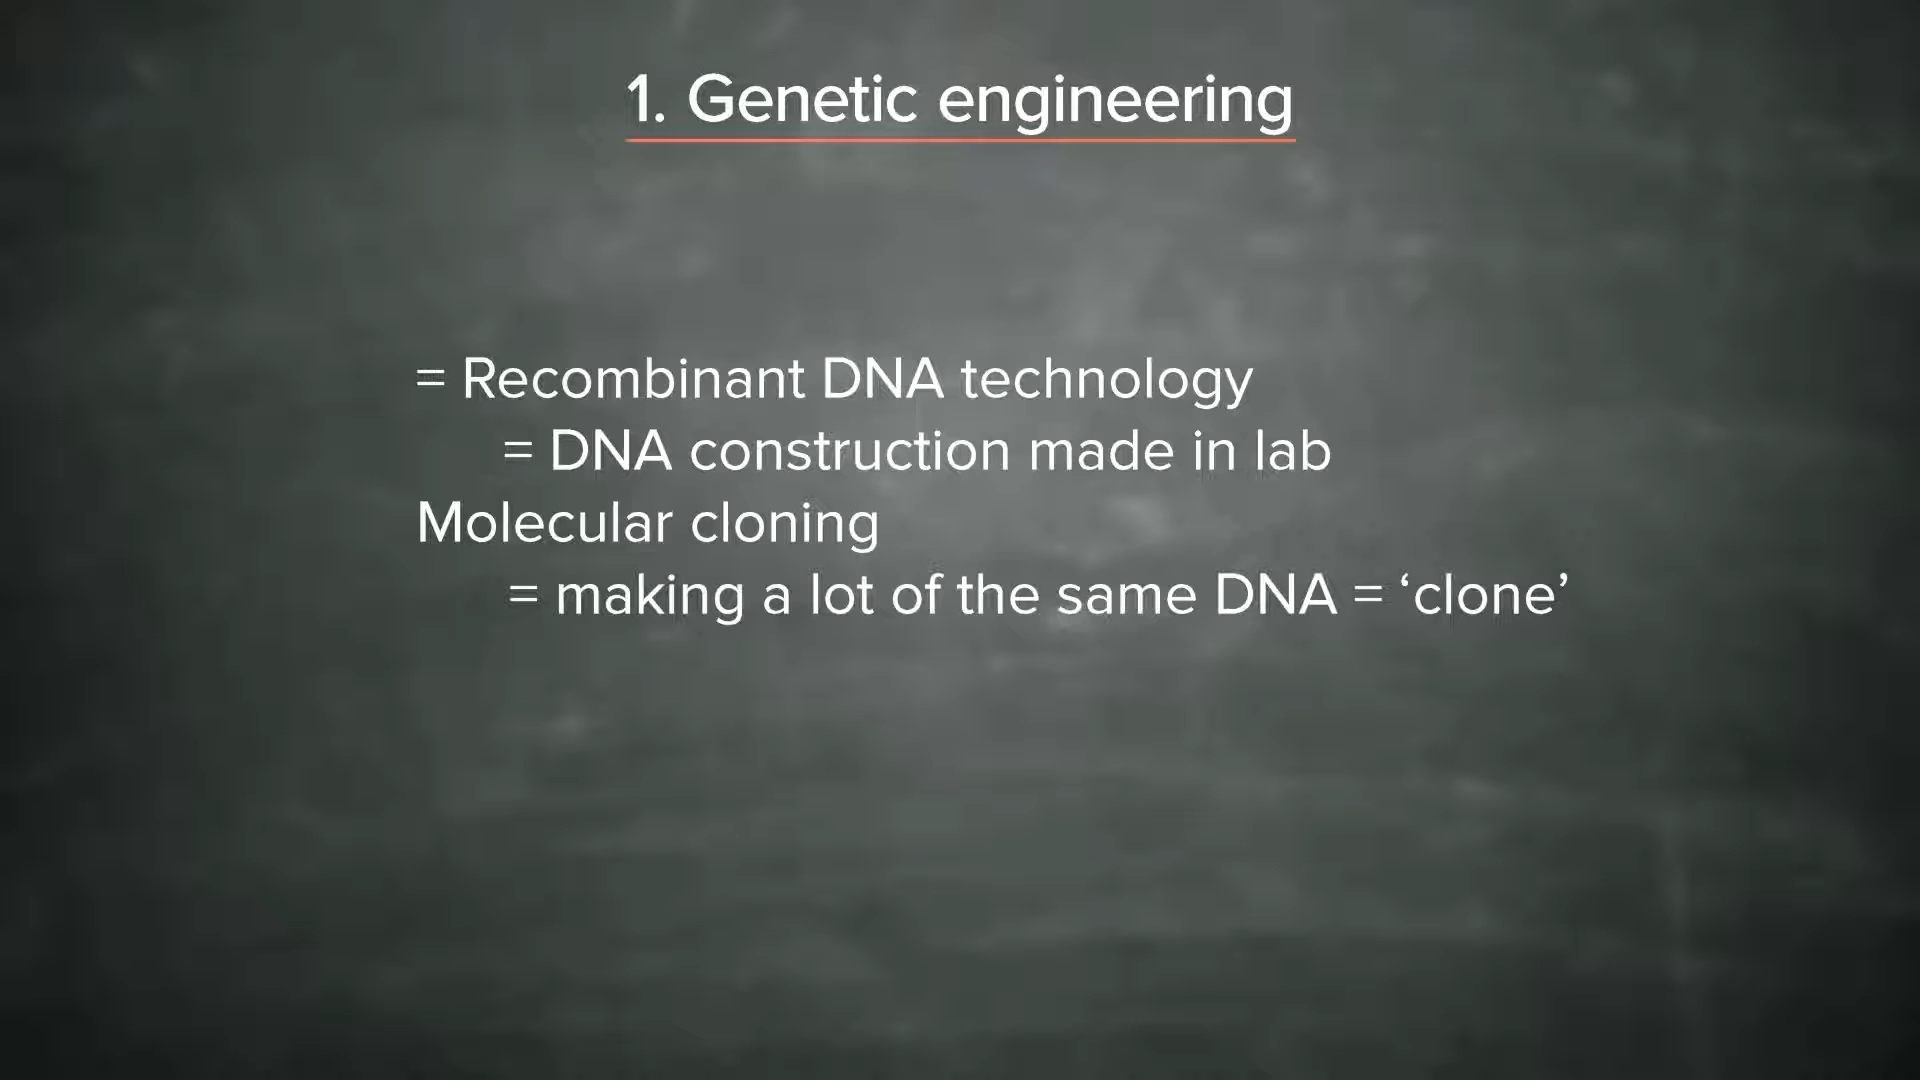 1. Genetic engineering
= Recombinant DNA technology
= DNA construction made in lab
Molecular cloning
= making a lot of the same DNA = ‘clone’